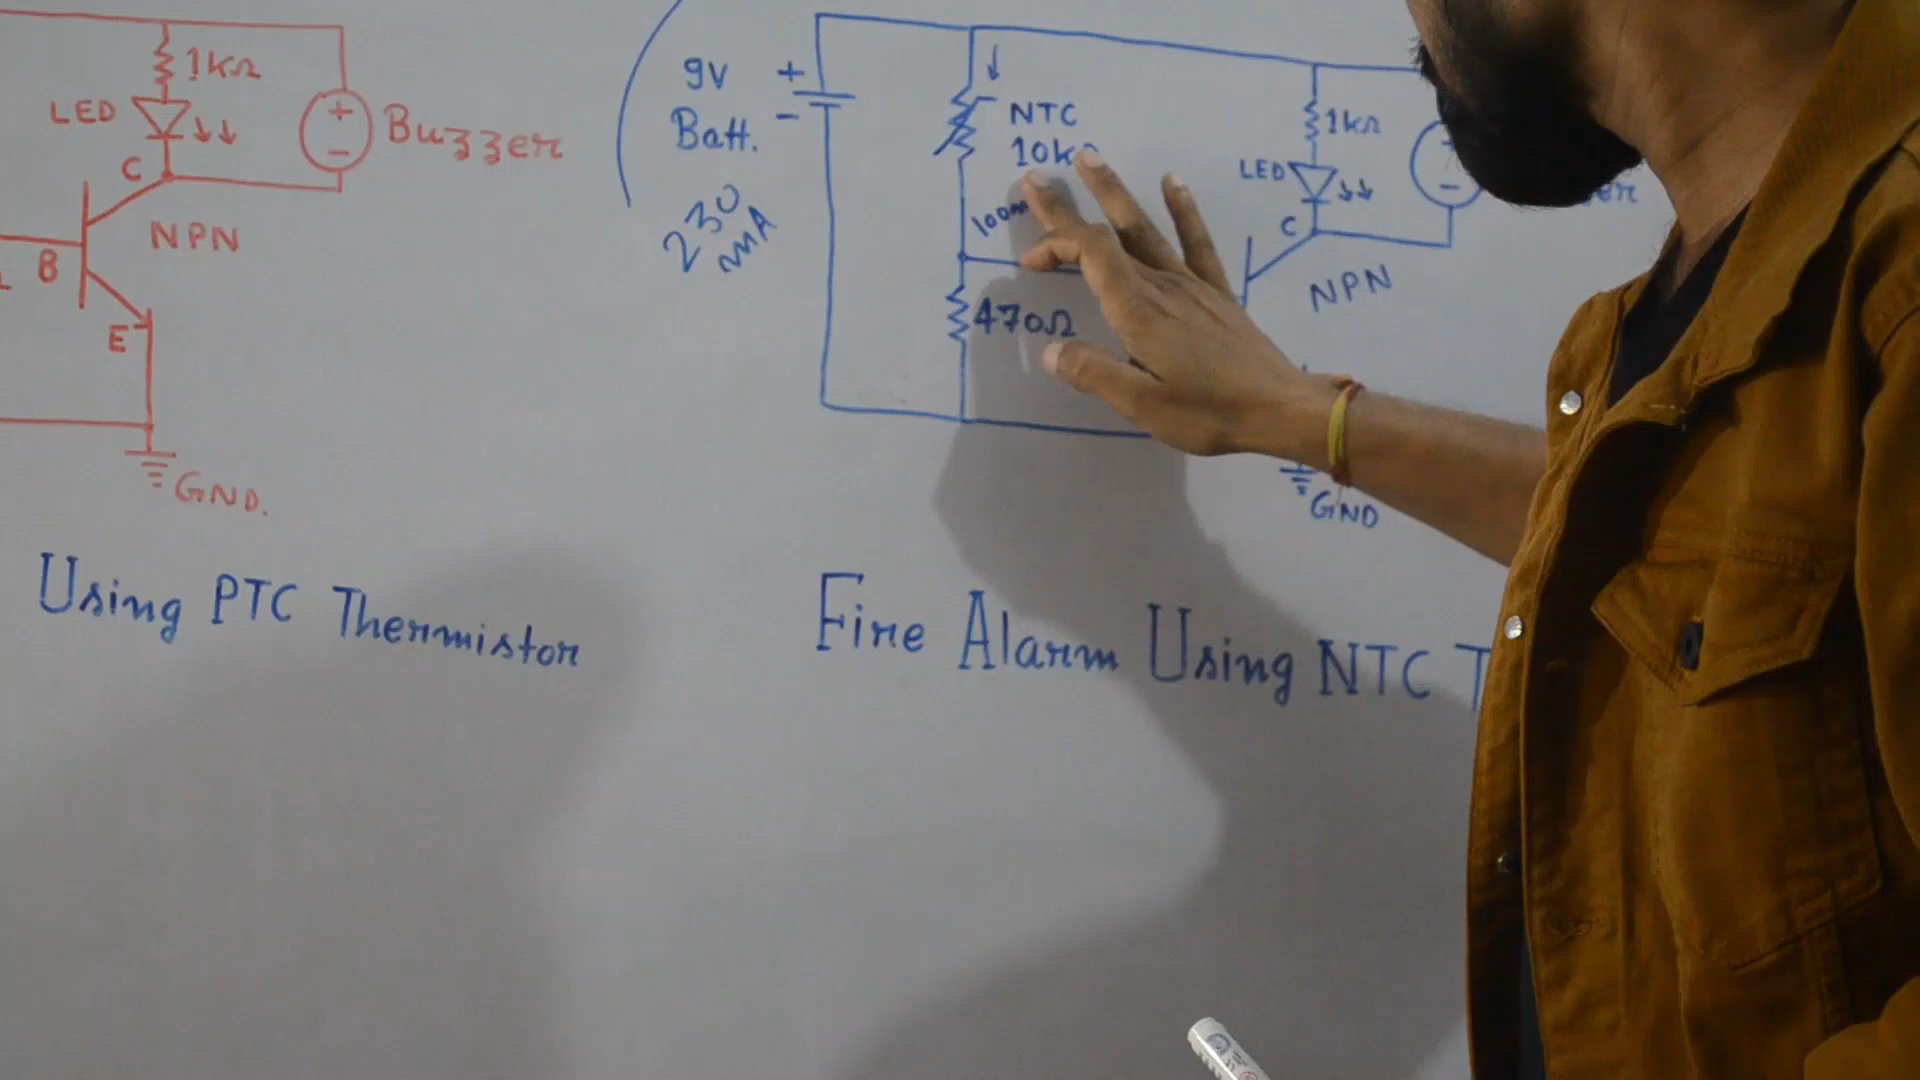 1kΩ
LED
+
Buzzer
-
C
NPN
B
E
GND.
Using PTC Thermistor
9V
Batt.
+
-
230
mA
NTC
10k
100m
470Ω
1kΩ
LED
-
C
NPN
GND
Fire Alarm Using NTC T